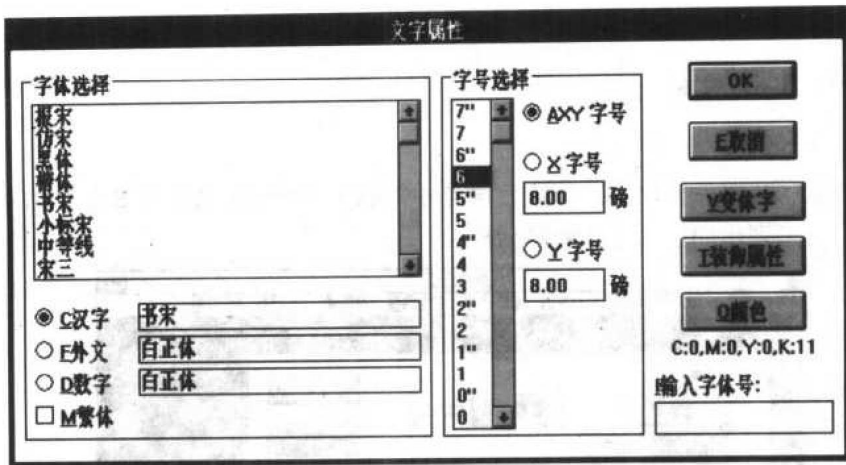 文字属性
字体选择
报宋
仿宋
黑体
楷体
书宋
小标宋
中等线
宋三
C汉字 书宋
F外文 白正体
D数字 白正体
M繁体
字号选择
7"
7
6"
6
5"
5
4"
4
3
2"
2
1"
1
0"
0
AXY 字号
X 字号
8.00 磅
Y 字号
8.00 磅
OK
E取消
V变体字
T装饰属性
Q颜色
C:0,M:0,Y:0,K:11
I输入字体号: